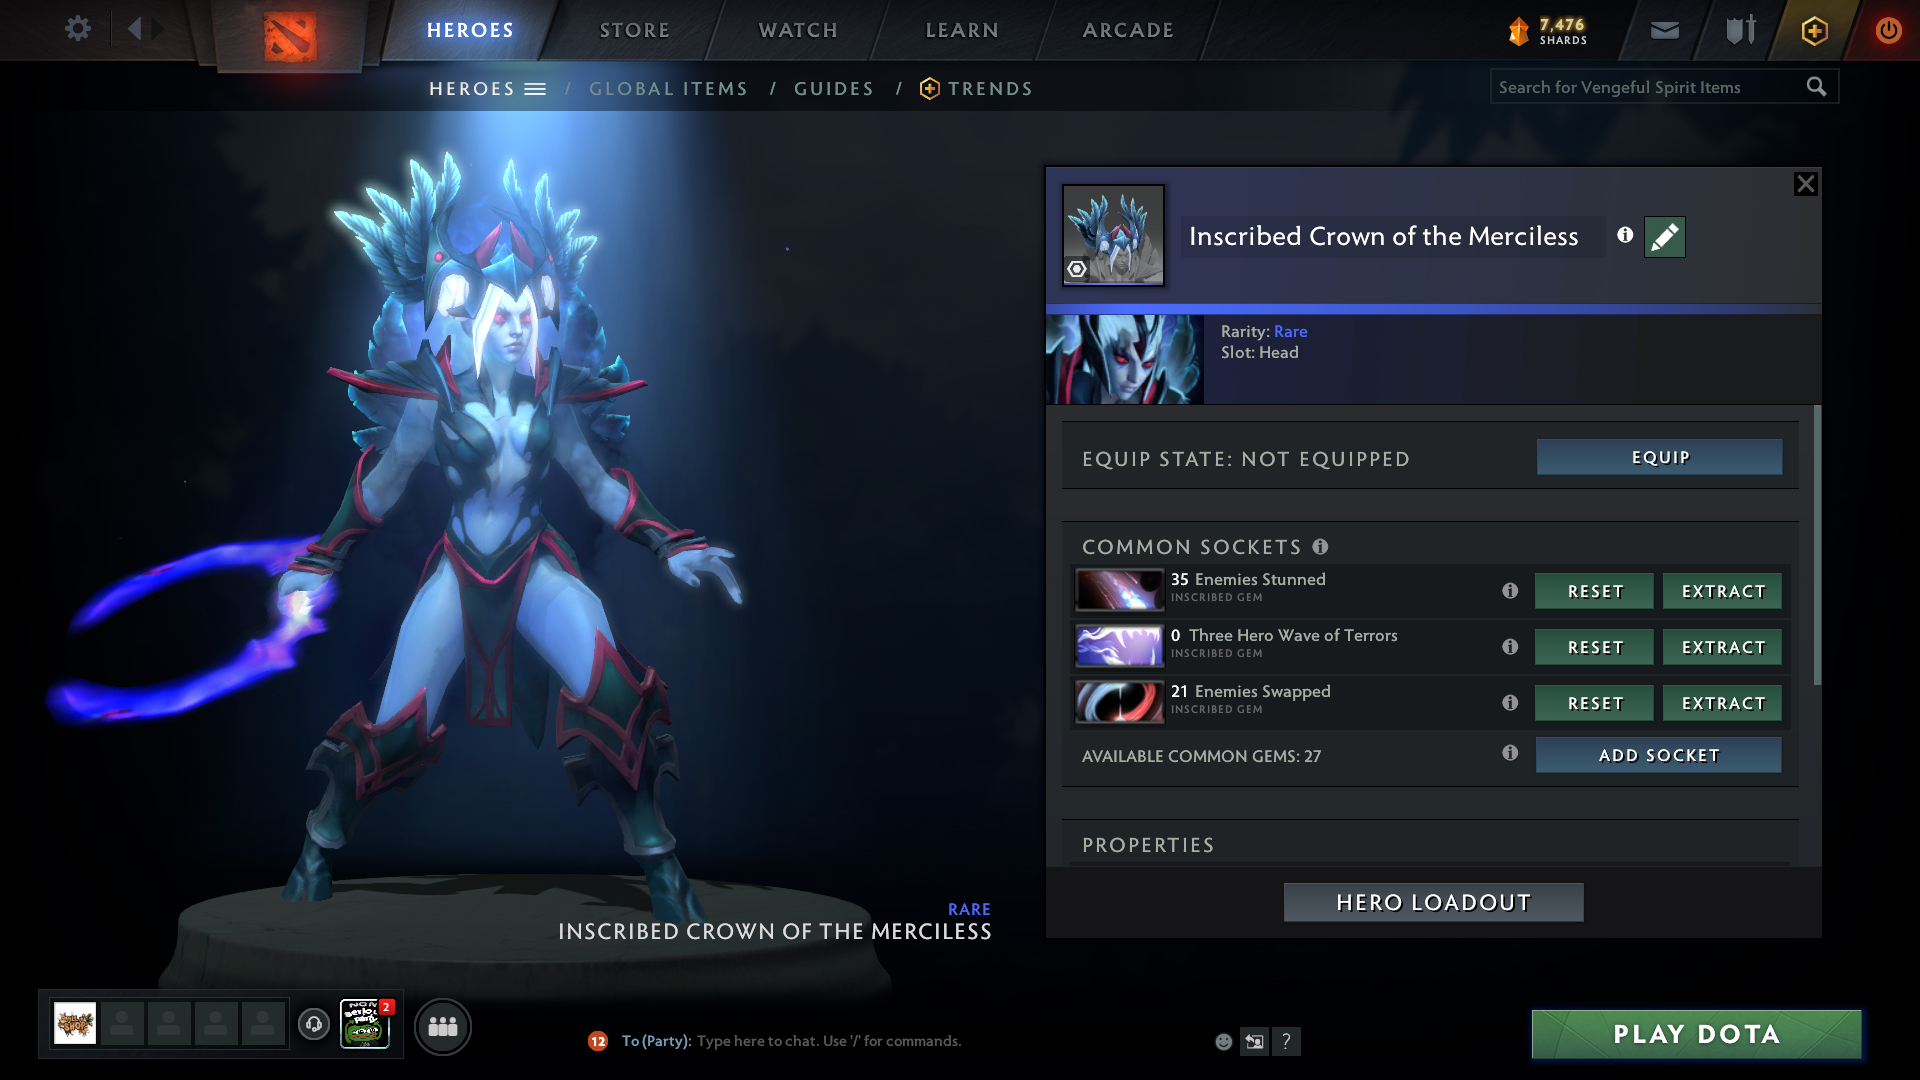 HEROES
STORE
WATCH
LEARN
ARCADE
7,476
SHARDS
HEROES / GLOBAL ITEMS / GUIDES / TRENDS
Search for Vengeful Spirit Items
Inscribed Crown of the Merciless
Rarity: Rare
Slot: Head
EQUIP STATE: NOT EQUIPPED
EQUIP
COMMON SOCKETS
35 Enemies Stunned
INSCRIBED GEM
RESET
EXTRACT
0 Three Hero Wave of Terrors
INSCRIBED GEM
RESET
EXTRACT
21 Enemies Swapped
INSCRIBED GEM
RESET
EXTRACT
AVAILABLE COMMON GEMS: 27
ADD SOCKET
PROPERTIES
HERO LOADOUT
RARE
INSCRIBED CROWN OF THE MERCILESS
2
12
To (Party): Type here to chat. Use '/' for commands.
?
PLAY DOTA